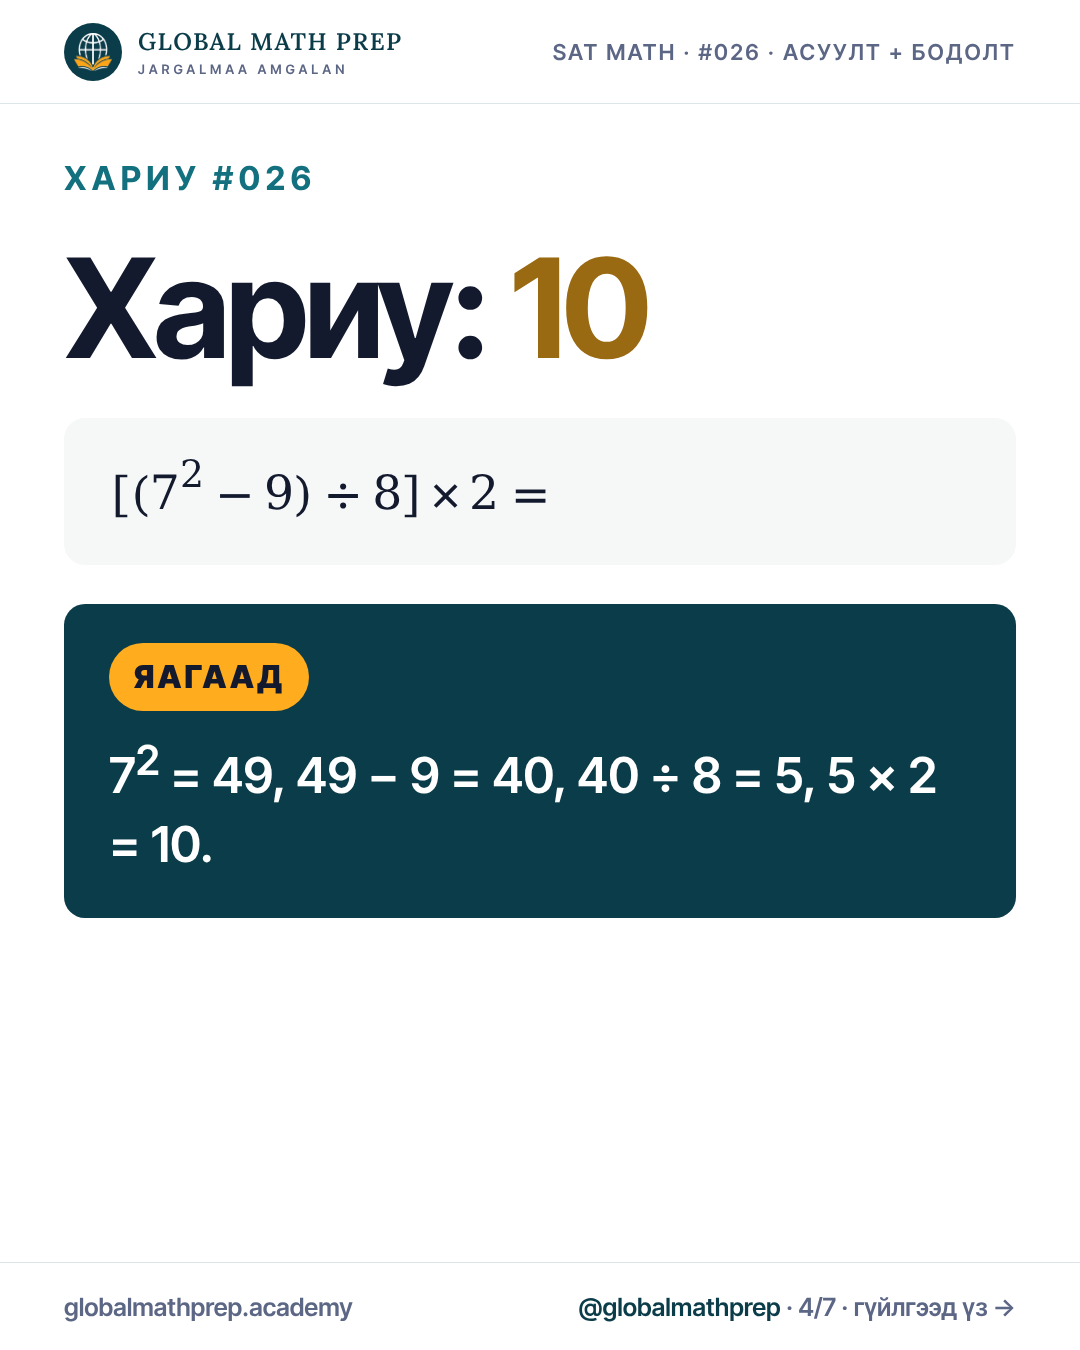 GLOBAL MATH PREP
JARGALMAA AMGALAN
SAT MATH · #026 · АСУУЛТ + БОДОЛТ
ХАРИУ #026
Хариу: 10
[(7² − 9) ÷ 8] × 2 =
ЯАГААД
7² = 49, 49 − 9 = 40, 40 ÷ 8 = 5, 5 × 2
= 10.
globalmathprep.academy
@globalmathprep · 4/7 · гүйлгээд үз →